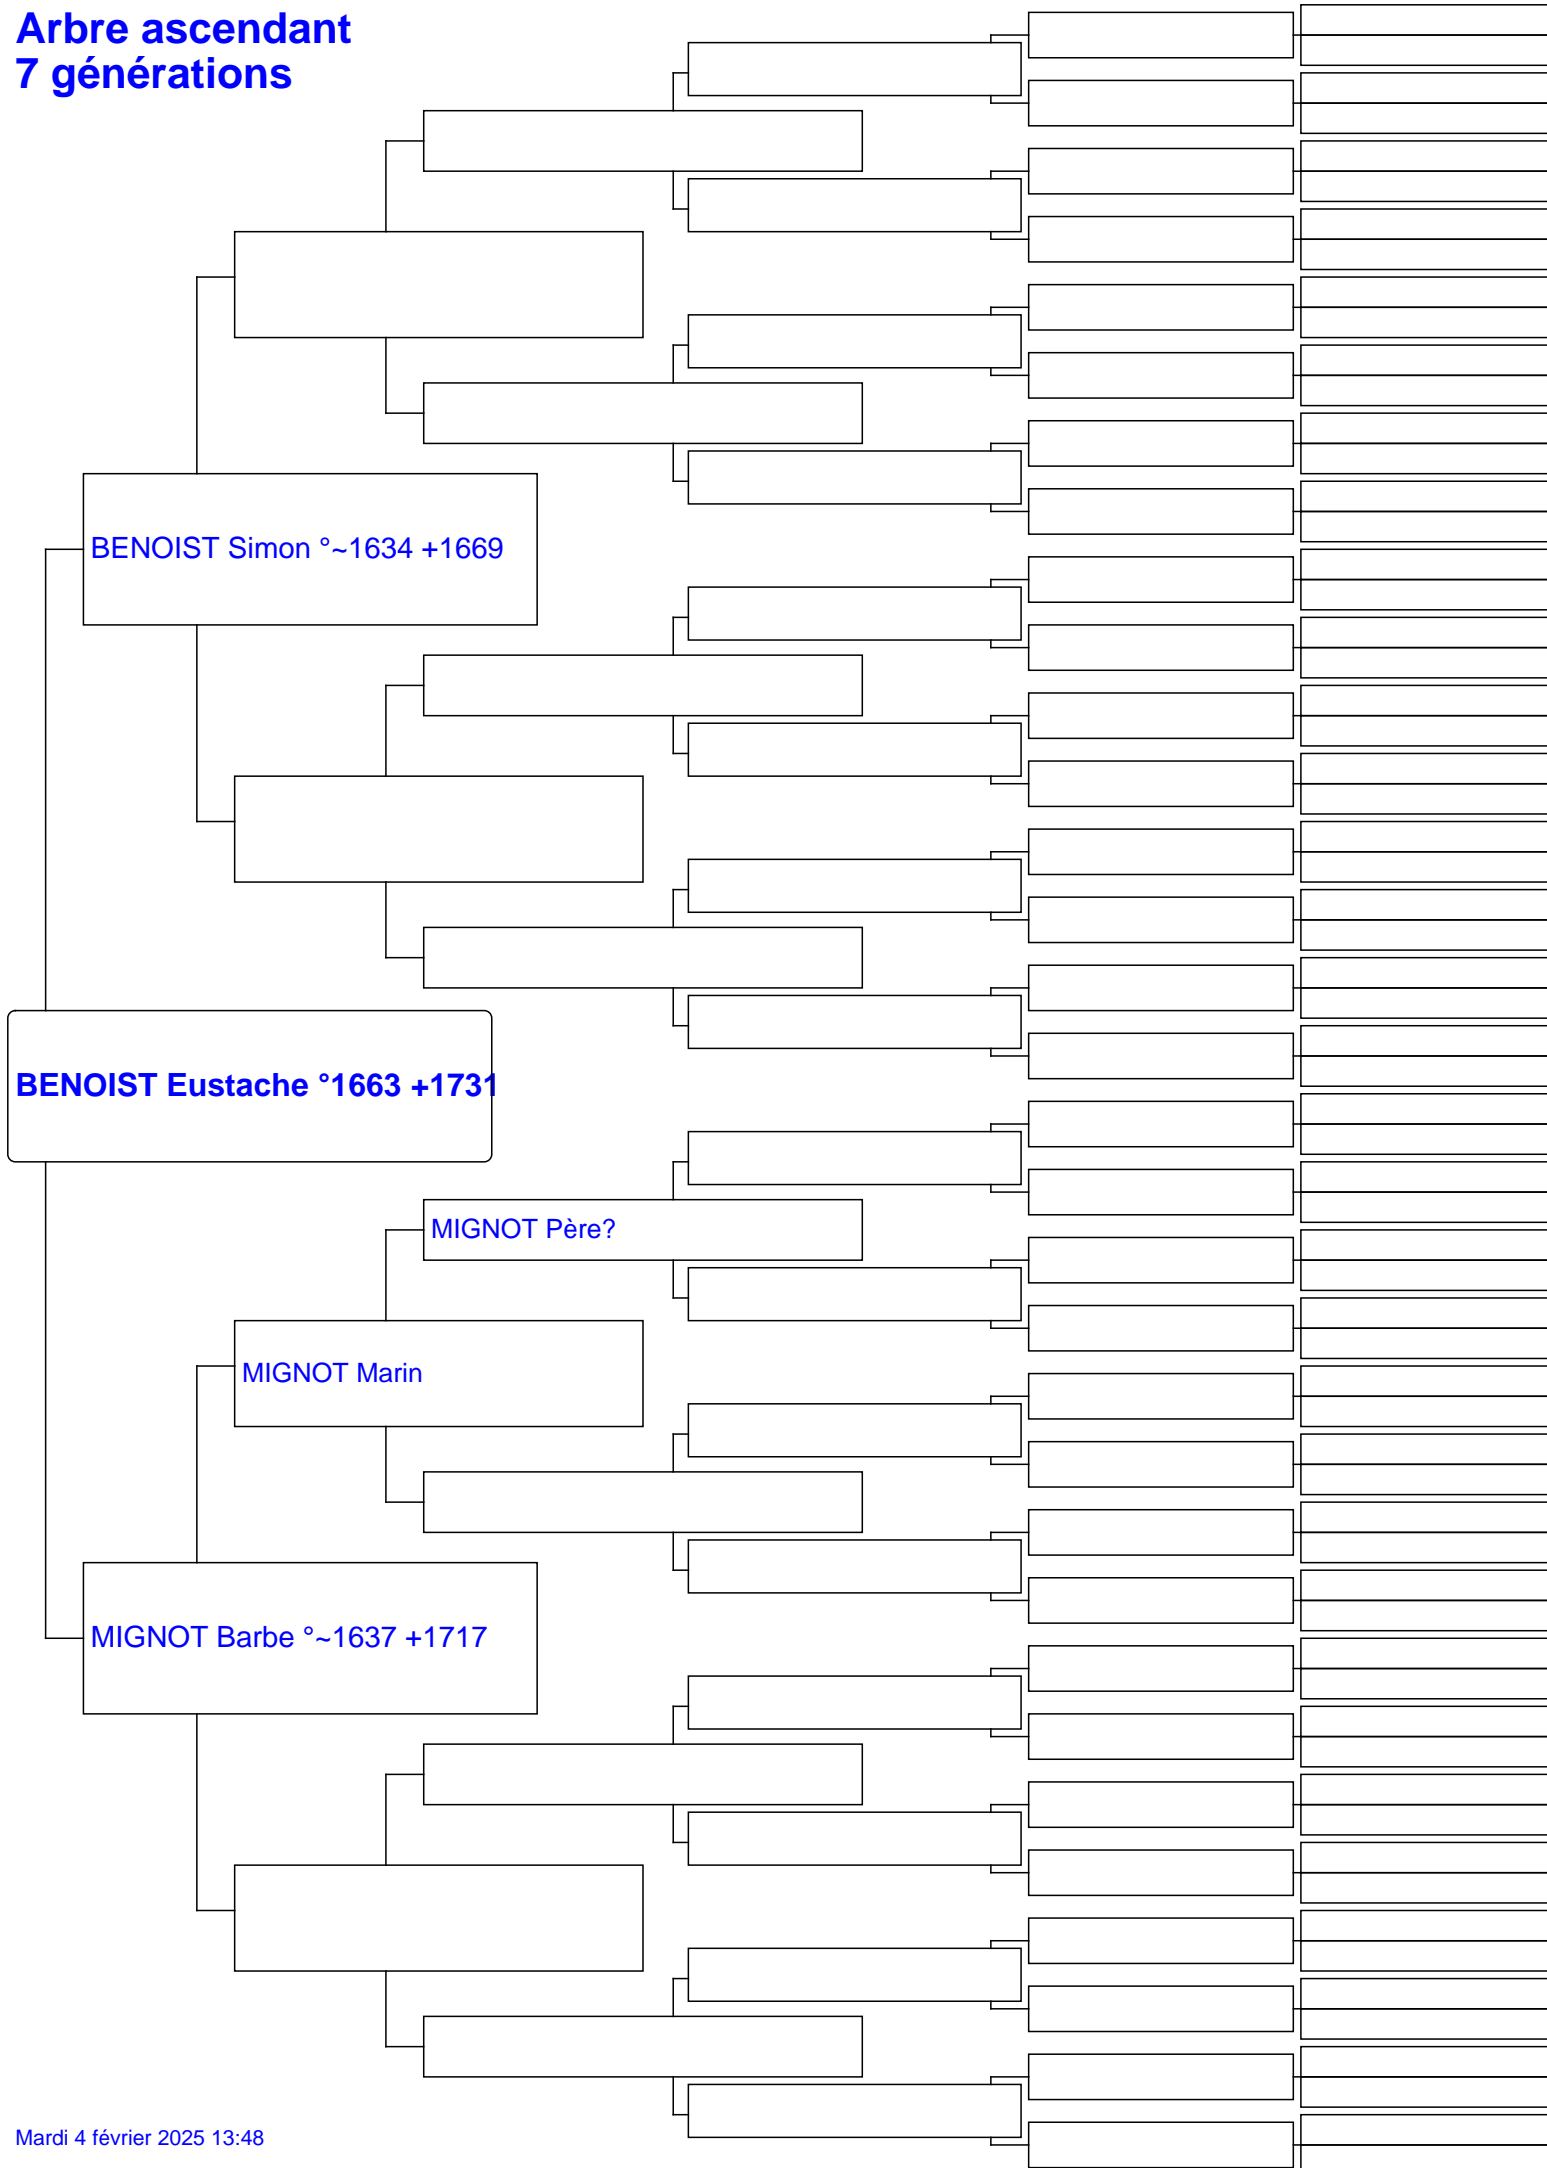 Arbre ascendant
7 générations
BENOIST Simon °~1634 +1669
BENOIST Eustache °1663 +1731
MIGNOT Père?
MIGNOT Marin
MIGNOT Barbe °~1637 +1717
Mardi 4 février 2025 13:48